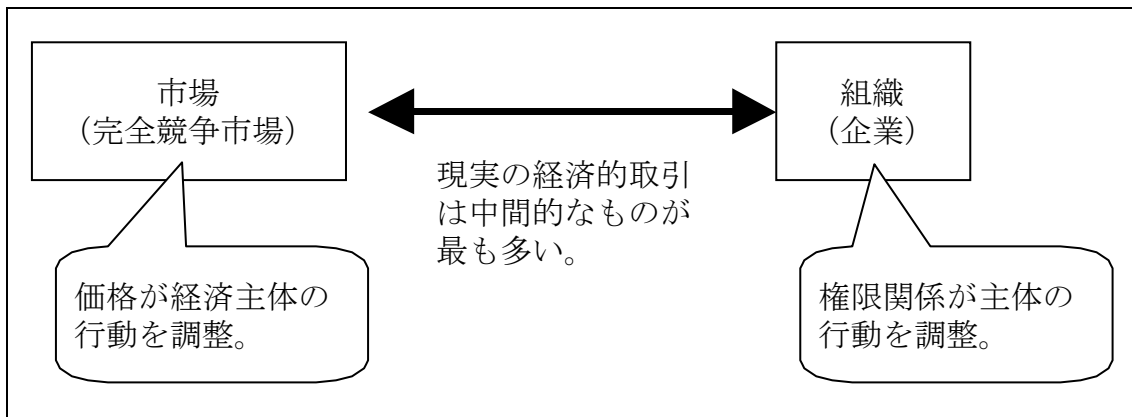 市場
(完全競争市場)
組織
(企業)
現実の経済的取引
は中間的なものが
最も多い。
価格が経済主体の
行動を調整。
権限関係が主体の
行動を調整。